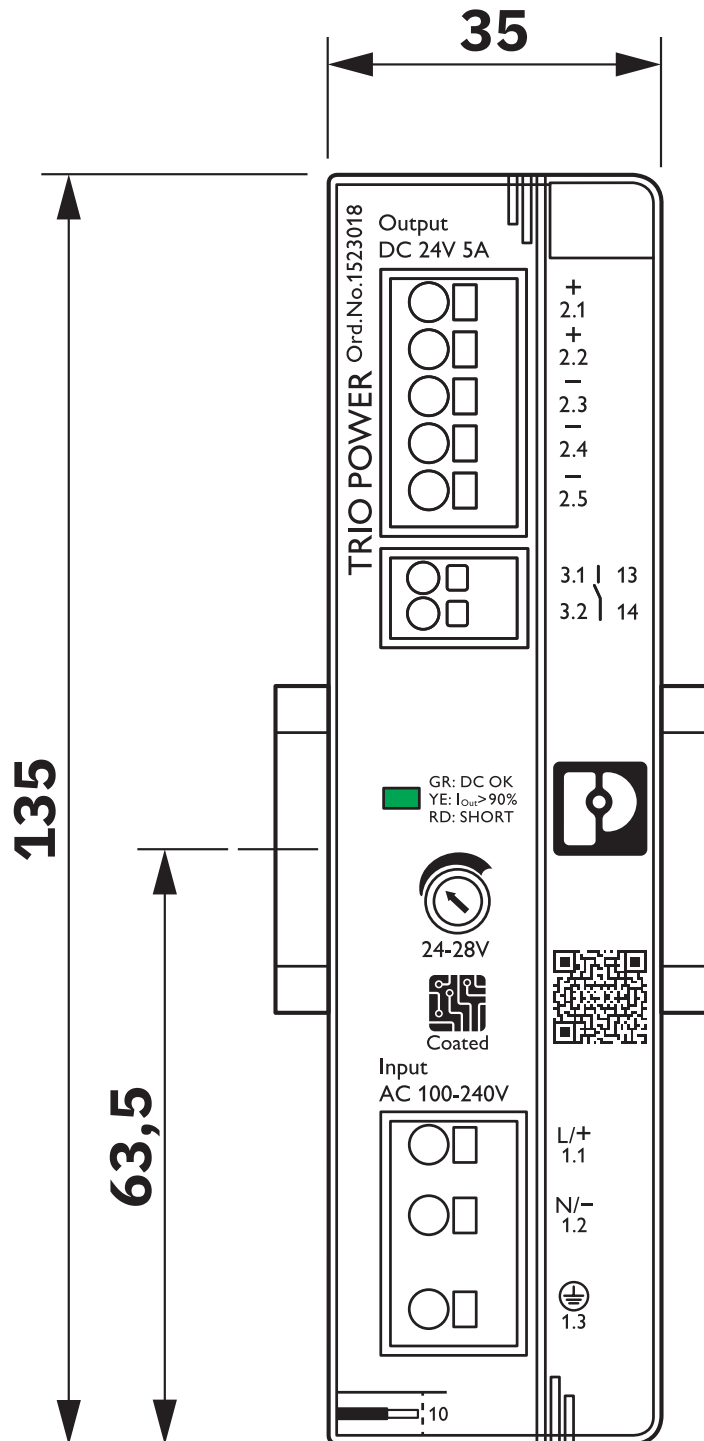 35
135
63,5
TRIO POWER Ord.No.1523018
Output
DC 24V 5A
+
2.1
+
2.2
−
2.3
−
2.4
−
2.5
3.1 13
3.2 14
GR: DC OK
YE: IOut>90%
RD: SHORT
24-28V
Coated
Input
AC 100-240V
L/+
1.1
N/−
1.2
1.3
10